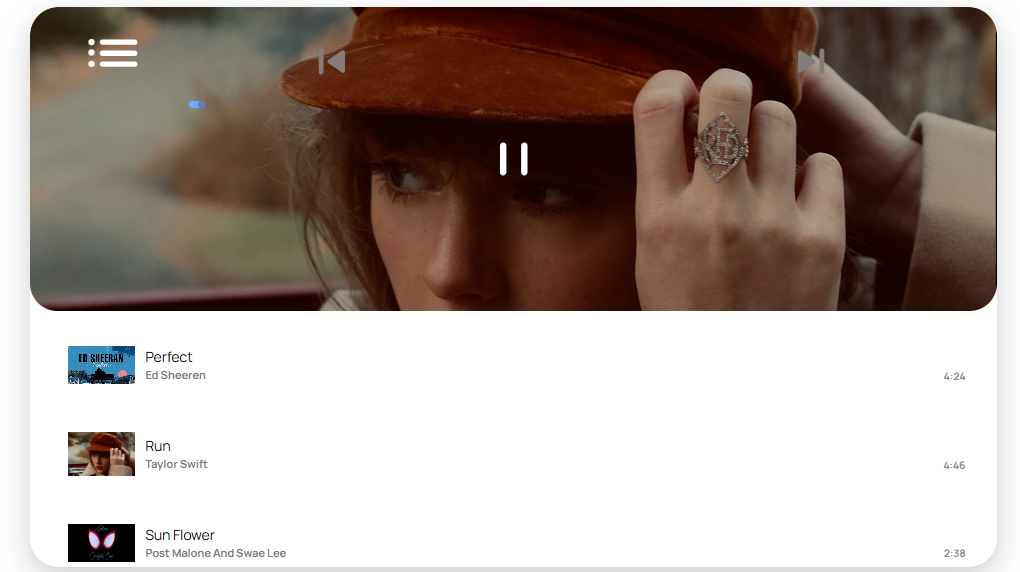 RED
Perfect
Ed Sheeren
4:24
ED SHEERAN
Run
Taylor Swift
4:46
Sun Flower
Post Malone And Swae Lee
2:38